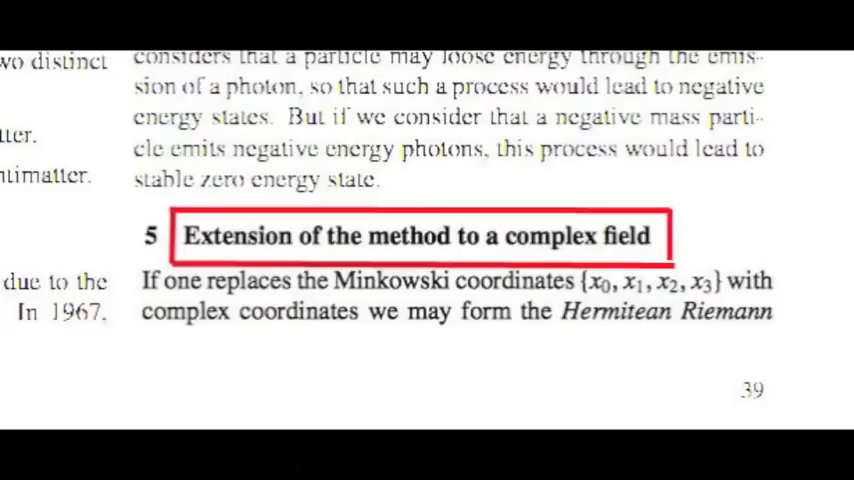 wo distinct
tter.
ntimatter.
due to the
In 1967,
considers that a particle may loose energy through the emis-
sion of a photon, so that such a process would lead to negative
energy states. But if we consider that a negative mass parti-
cle emits negative energy photons, this process would lead to
stable zero energy state.
5 Extension of the method to a complex field
If one replaces the Minkowski coordinates {x₀, x₁, x₂, x₃} with
complex coordinates we may form the Hermitean Riemann
39